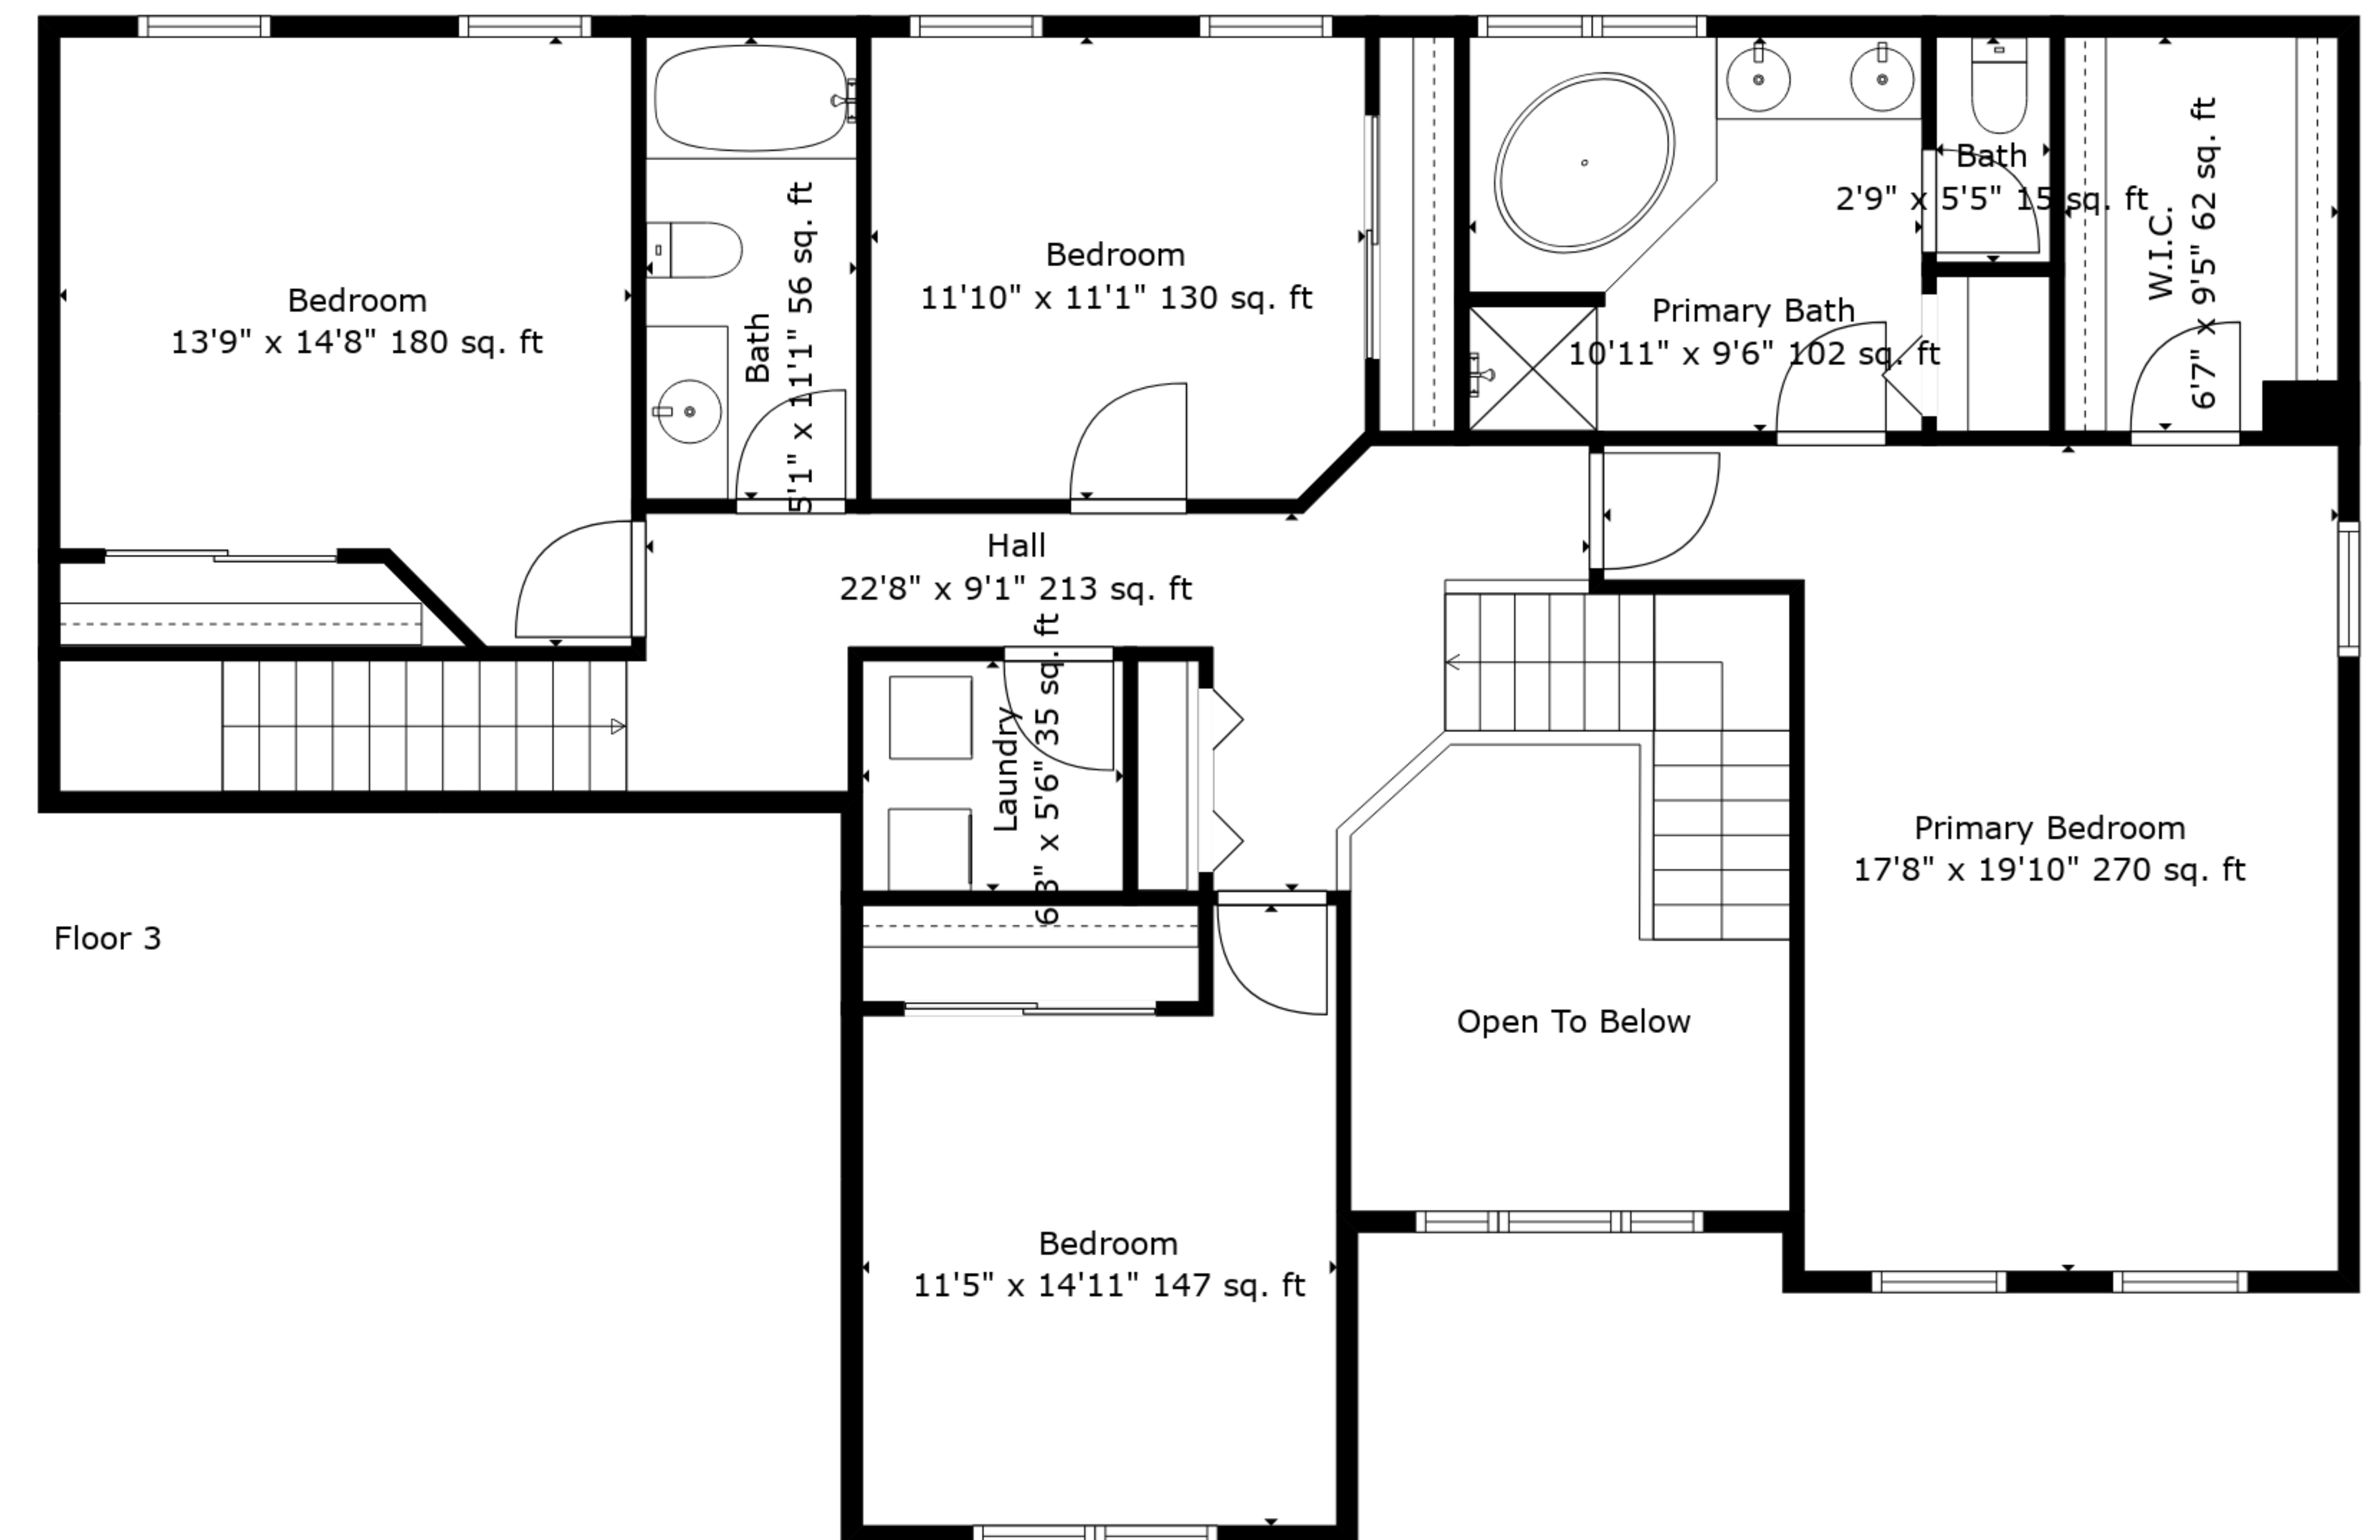 Bedroom
13'9" x 14'8" 180 sq. ft
Bath
5'1" x 11'1" 56 sq. ft
Bedroom
11'10" x 11'1" 130 sq. ft
Primary Bath
10'11" x 9'6" 102 sq. ft
Bath
2'9" x 5'5" 15 sq. ft
W.I.C.
6'7" x 9'5" 62 sq. ft
Hall
22'8" x 9'1" 213 sq. ft
Laundry
6'3" x 5'6" 35 sq. ft
Primary Bedroom
17'8" x 19'10" 270 sq. ft
Floor 3
Open To Below
Bedroom
11'5" x 14'11" 147 sq. ft